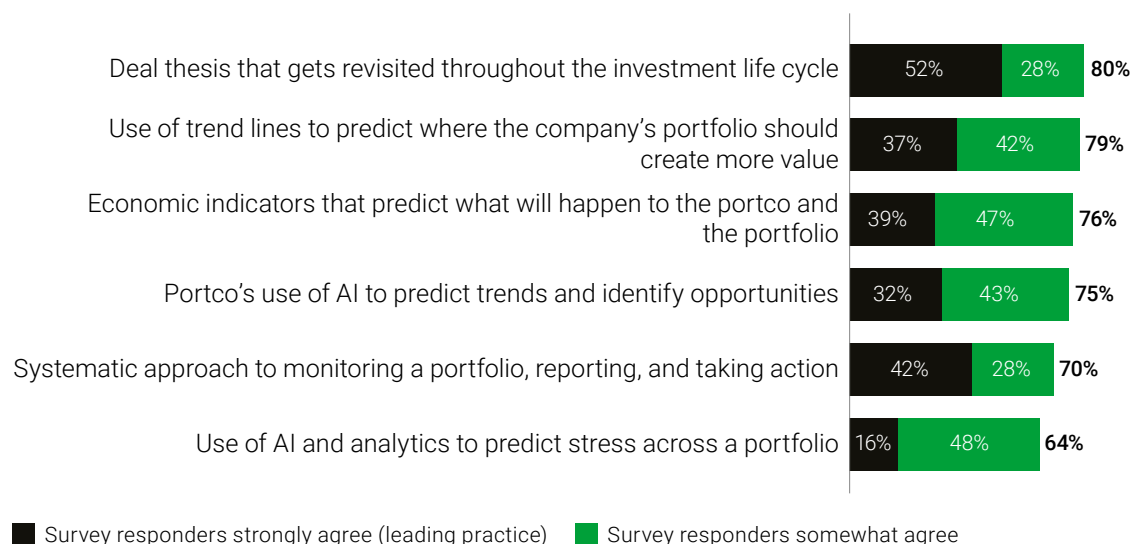 Deal thesis that gets revisited throughout the investment life cycle
52% 28% 80%
Use of trend lines to predict where the company's portfolio should
create more value
37% 42% 79%
Economic indicators that predict what will happen to the portco and
the portfolio
39% 47% 76%
Portco's use of AI to predict trends and identify opportunities
32% 43% 75%
Systematic approach to monitoring a portfolio, reporting, and taking action
42% 28% 70%
Use of AI and analytics to predict stress across a portfolio
16% 48% 64%
Survey responders strongly agree (leading practice) Survey responders somewhat agree